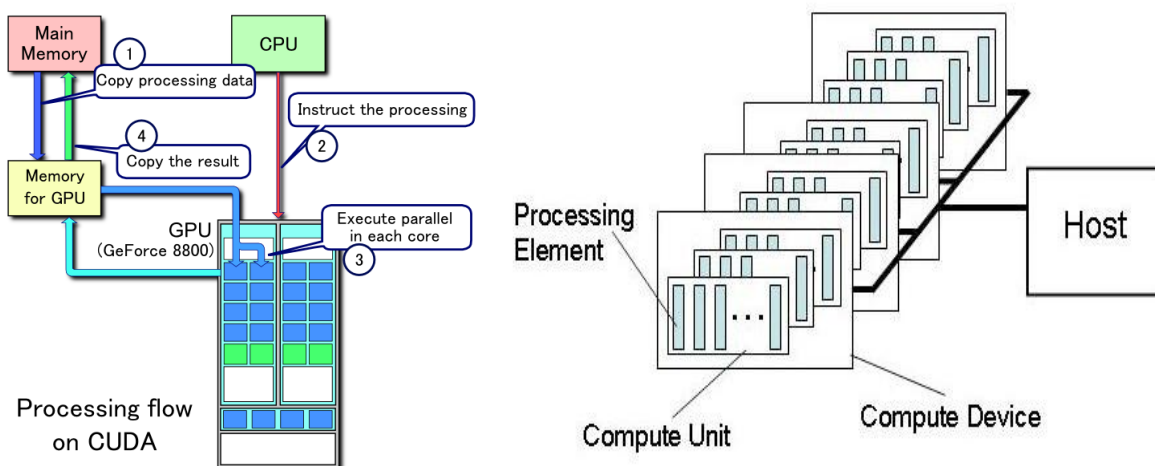 Main
Memory
CPU
1
Copy processing data
Instruct the processing
2
4
Copy the result
Memory
for GPU
GPU
(GeForce 8800)
Execute parallel
in each core
3
Processing flow
on CUDA
Processing
Element
Host
...
Compute Unit
Compute Device